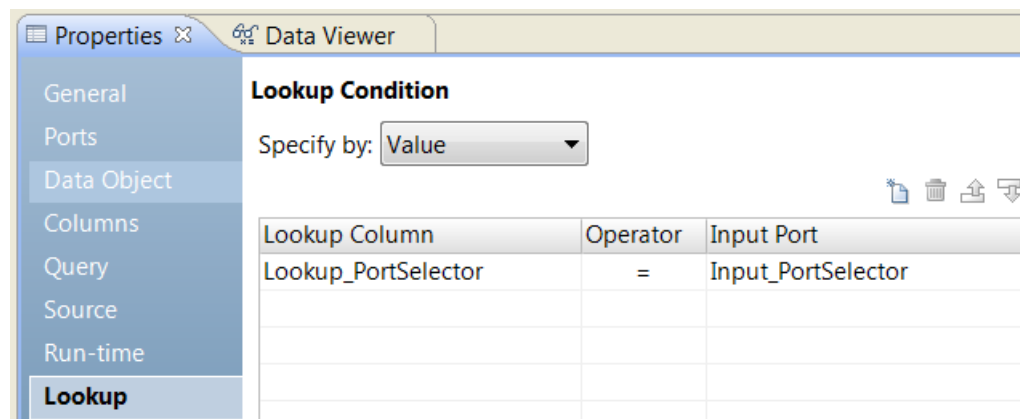 Properties Data Viewer
General
Ports
Data Object
Columns
Query
Source
Run-time
Lookup
Lookup Condition
Specify by: Value
Lookup Column Operator Input Port
Lookup_PortSelector = Input_PortSelector